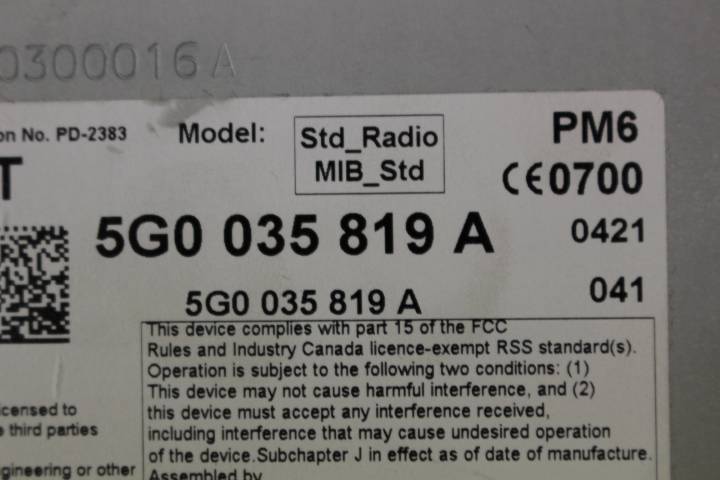 0300016A
on No. PD-2383 Model: Std_Radio MIB_Std PM6
T CE0700
5G0 035 819 A 0421
5G0 035 819 A 041
This device complies with part 15 of the FCC
Rules and Industry Canada licence-exempt RSS standard(s).
Operation is subject to the following two conditions: (1)
This device may not cause harmful interference, and (2)
this device must accept any interference received,
including interference that may cause undesired operation
of the device.Subchapter J in effect as of date of manufacture.
Assembled by
icensed to
e third parties
gineering or other